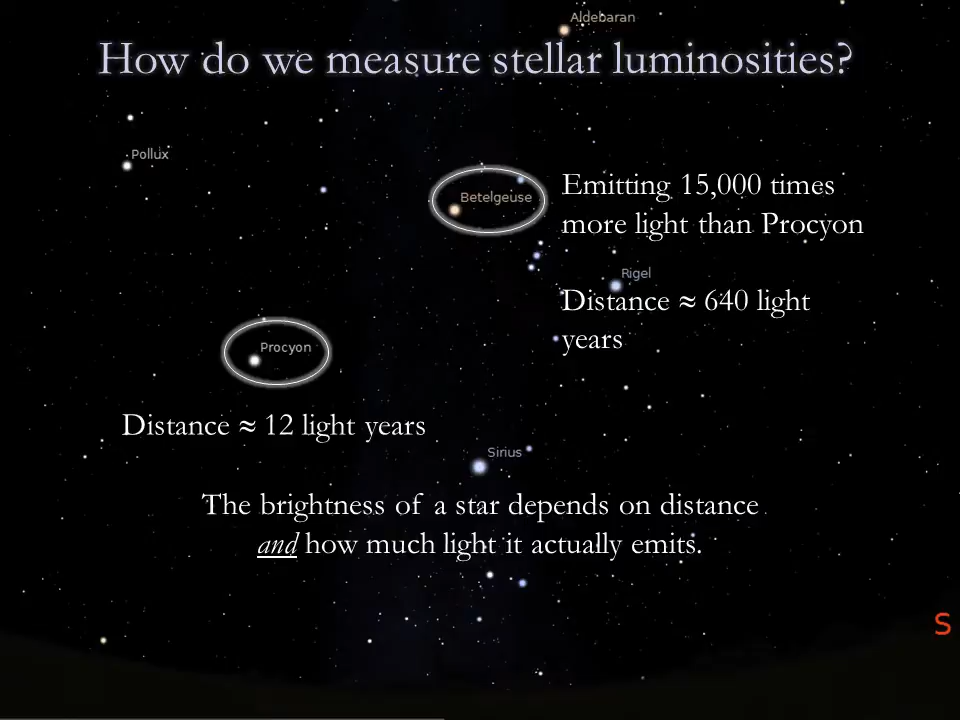 Aldebaran
How do we measure stellar luminosities?
Pollux
Emitting 15,000 times
Betelgeuse
more light than Procyon
Rigel
Distance ≈ 640 light
years
Procyon
Distance ≈ 12 light years
Sirius
The brightness of a star depends on distance
and how much light it actually emits.
S